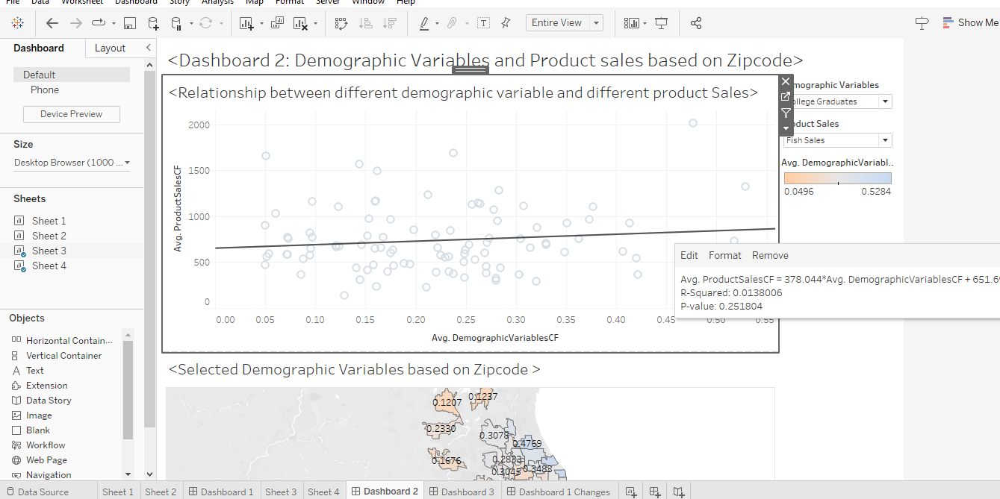 File Data Worksheet Dashboard Story Analysis Map Format Server Window Help
Entire View
Show Me
Dashboard Layout
Default
Phone
Device Preview
Size
Desktop Browser (1000 ...
Sheets
Sheet 1
Sheet 2
Sheet 3
Sheet 4
Objects
Horizontal Contain...
Vertical Container
Text
Extension
Data Story
Image
Blank
Workflow
Web Page
Navigation
<Dashboard 2: Demographic Variables and Product sales based on Zipcode>
<Relationship between different demographic variable and different product Sales>
Avg. ProductSalesCF
2000
1500
1000
500
0
0.00 0.05 0.10 0.15 0.20 0.25 0.30 0.35 0.40 0.45 0.50 0.55
Avg. DemographicVariablesCF
mographic Variables
ollege Graduates
oduct Sales
Fish Sales
Avg. DemographicVariabl..
0.0496 0.5284
Edit Format Remove
Avg. ProductSalesCF = 378.044*Avg. DemographicVariablesCF + 651.69
R-Squared: 0.0138006
P-value: 0.251804
<Selected Demographic Variables based on Zipcode >
0.1207 0.1237
0.2330
0.3078
0.4769
0.1676
0.2833
0.3045 0.3483
Data Source Sheet 1 Sheet 2 Dashboard 1 Sheet 3 Sheet 4 Dashboard 2 Dashboard 3 Dashboard 1 Changes